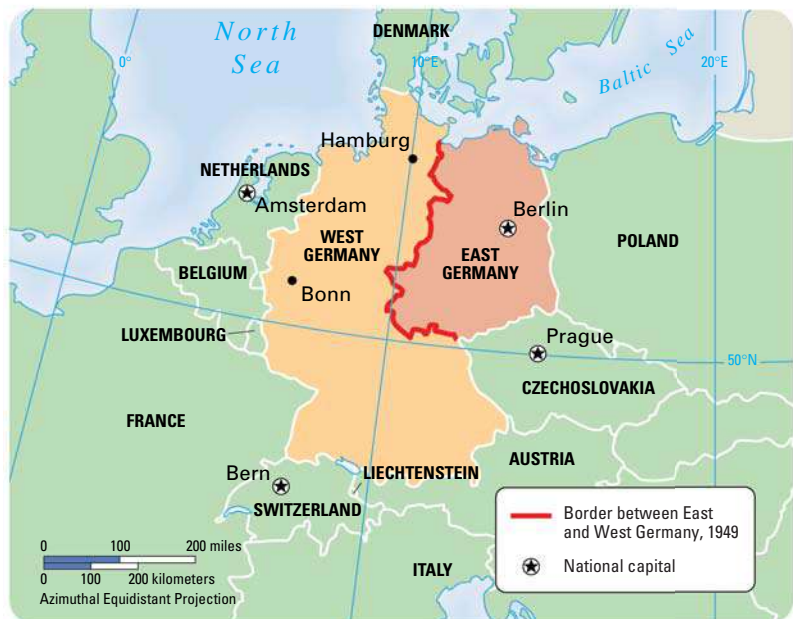 North
Sea
DENMARK
Baltic Sea
0°
10°E
20°E
Hamburg
NETHERLANDS
Amsterdam
Berlin
WEST
GERMANY
EAST
GERMANY
POLAND
BELGIUM
Bonn
LUXEMBOURG
Prague
50°N
CZECHOSLOVAKIA
FRANCE
Bern
LIECHTENSTEIN
AUSTRIA
SWITZERLAND
ITALY
Border between East
and West Germany, 1949
National capital
0 100 200 miles
0 100 200 kilometers
Azimuthal Equidistant Projection